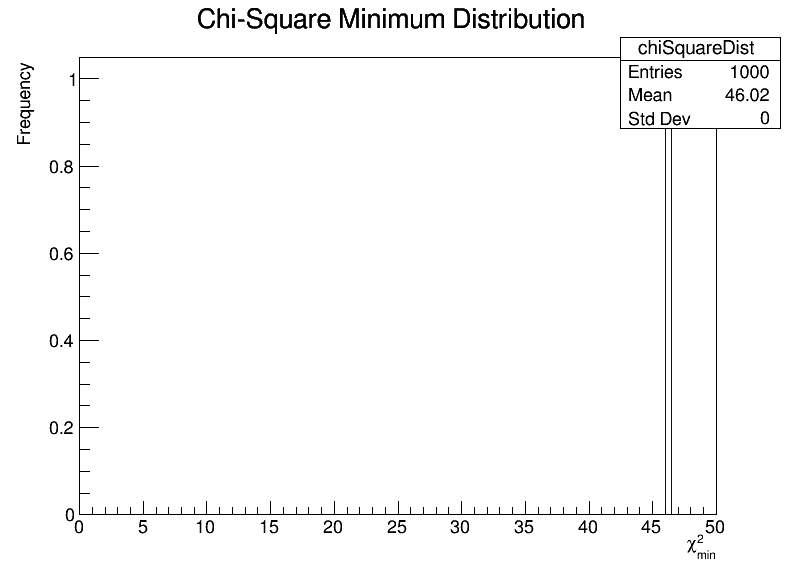 Chi-Square Minimum Distribution
chiSquareDist
Entries 1000
Mean 46.02
Std Dev 0
Frequency
1
0.8
0.6
0.4
0.2
0
0 5 10 15 20 25 30 35 40 45 50
χ²min